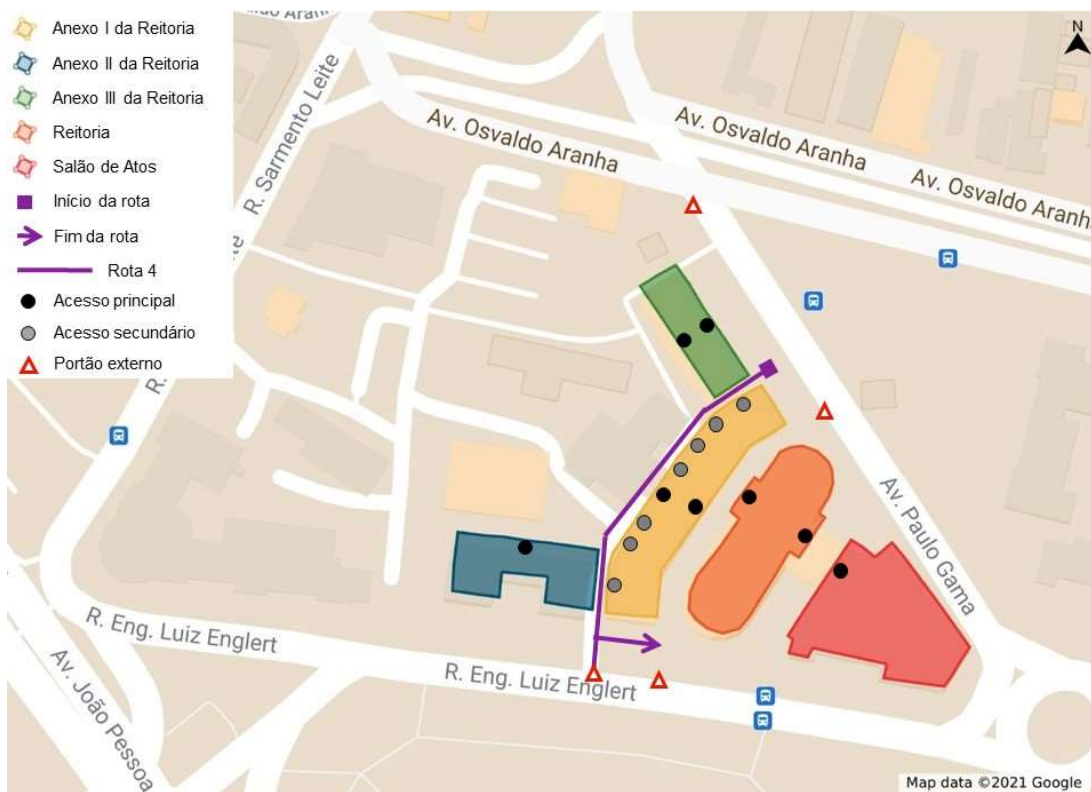 Anexo I da Reitoria
Anexo II da Reitoria
Anexo III da Reitoria
Reitoria
Salão de Atos
Início da rota
Fim da rota
Rota 4
Acesso principal
Acesso secundário
Portão externo
N
Av. Osvaldo Aranha
Av. Osvaldo Aranha
Av. Osvaldo Aranha
R. Sarmento Leite
Av. Paulo Gama
R. Eng. Luiz Englert
R. Eng. Luiz Englert
Av. João Pessoa
Map data ©2021 Google